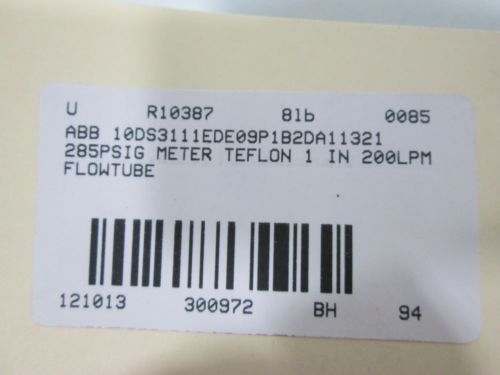 U R10387 8lb 0085
ABB 10DS3111EDE09P1B2DA11321
285PSIG METER TEFLON 1 IN 200LPM
FLOWTUBE
121013 300972 BH 94